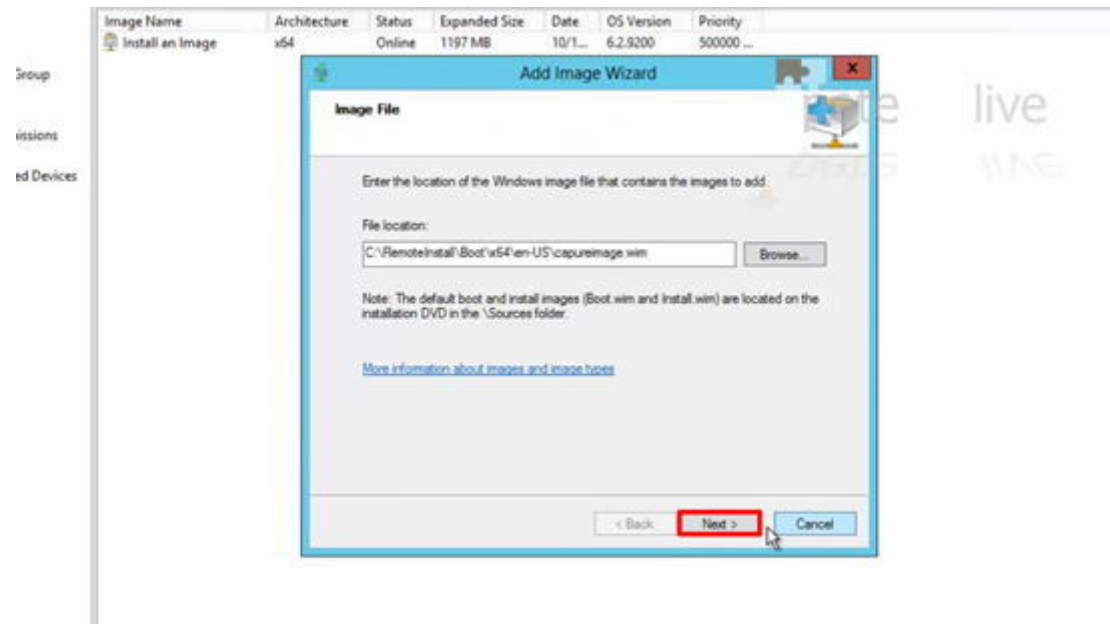 Image Name Architecture Status Expanded Size Date OS Version Priority
Install an Image x64 Online 1197 MB 10/1... 6.2.9200 500000 ...
Group
issions
ed Devices
Add Image Wizard
live
Image File
Enter the location of the Windows image file that contains the images to add.
File location:
C:\RemoteInstall\Boot\x64\en-US\capureimage.wim
Browse...
Note: The default boot and install images (Boot.wim and Install.wim) are located on the
installation DVD in the \Sources folder.
More information about images and image types
< Back Next > Cancel